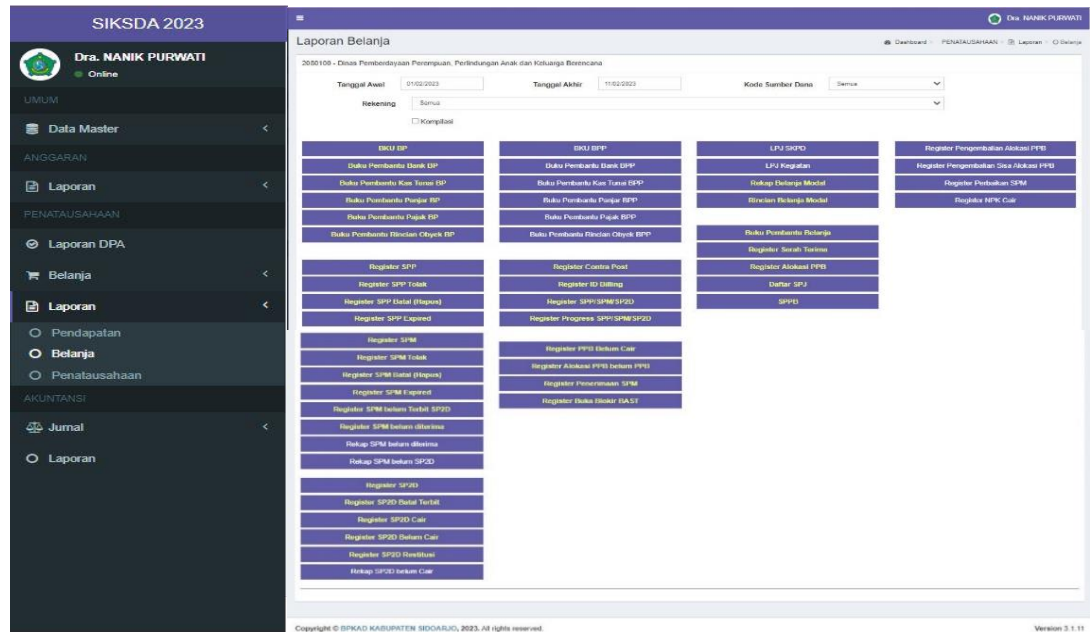 SIKSDA 2023
Dra. NANIK PURWATI
Online
UMUM
Data Master
ANGGARAN
Laporan
PENATAUSAHAAN
Laporan DPA
Belanja
Laporan
Pendapatan
Belanja
Penatausahaan
AKUNTANSI
Jurnal
Laporan
Dra. NANIK PURWATI
Laporan Belanja
Dashboard > PENATAUSAHAAN > Laporan > Belanja
2080108 - Dinas Pemberdayaan Perempuan, Perlindungan Anak dan Keluarga Berencana
Tanggal Awal 01/02/2023 Tanggal Akhir 11/02/2023 Kode Sumber Dana Semua
Rekening Semua
Kompilasi
BKU BP
Buku Pembantu Bank BP
Buku Pembantu Kas Tunai BP
Buku Pembantu Panjar BP
Buku Pembantu Pajak BP
Buku Pembantu Rincian Obyek BP
Register SPP
Register SPP Tolak
Register SPP Batal (Hapus)
Register SPP Expired
Register SPM
Register SPM Tolak
Register SPM Batal (Hapus)
Register SPM Expired
Register SPM belum Terbit SP2D
Register SPM belum diterima
Rekap SPM belum diterima
Rekap SPM belum SP2D
Register SP2D
Register SP2D Batal Terbit
Register SP2D Cair
Register SP2D Belum Cair
Register SP2D Restitusi
Rekap SP2D belum Cair
BKU BPP
Buku Pembantu Bank BPP
Buku Pembantu Kas Tunai BPP
Buku Pembantu Panjar BPP
Buku Pembantu Pajak BPP
Buku Pembantu Rincian Obyek BPP
Register Contra Post
Register ID Billing
Register SPP/SPM/SP2D
Register Progress SPP/SPM/SP2D
Register PPB Belum Cair
Register Alokasi PPB belum PPB
Register Penerimaan SPM
Register Buka Blokir BAST
LPJ SKPD
LPJ Kegiatan
Rekap Belanja Modal
Rincian Belanja Modal
Buku Pembantu Belanja
Register Serah Terima
Register Alokasi PPB
Daftar SPJ
SPPB
Register Pengembalian Alokasi PPB
Register Pengembalian Sisa Alokasi PPB
Register Perbaikan SPM
Register NPK Cair
Copyright © BPKAD KABUPATEN SIDOARJO, 2023. All rights reserved.
Version 3.1.11